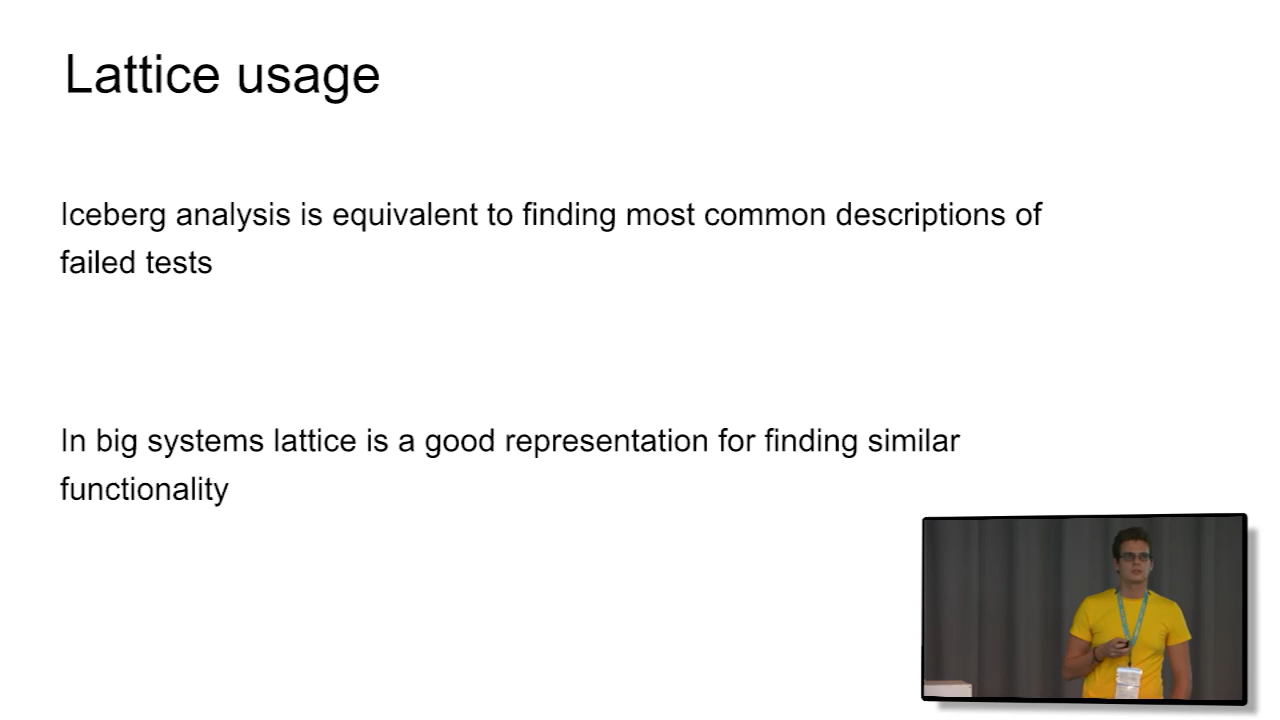 Lattice usage
Iceberg analysis is equivalent to finding most common descriptions of
failed tests
In big systems lattice is a good representation for finding similar
functionality